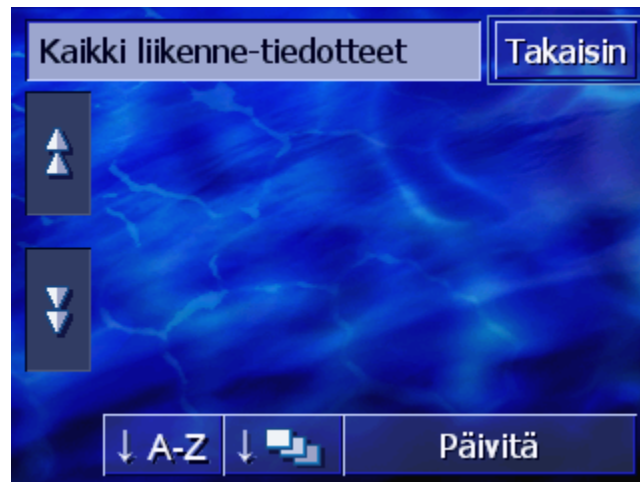 Kaikki liikenne-tiedotteet
Takaisin
↓ A-Z
↓
Päivitä